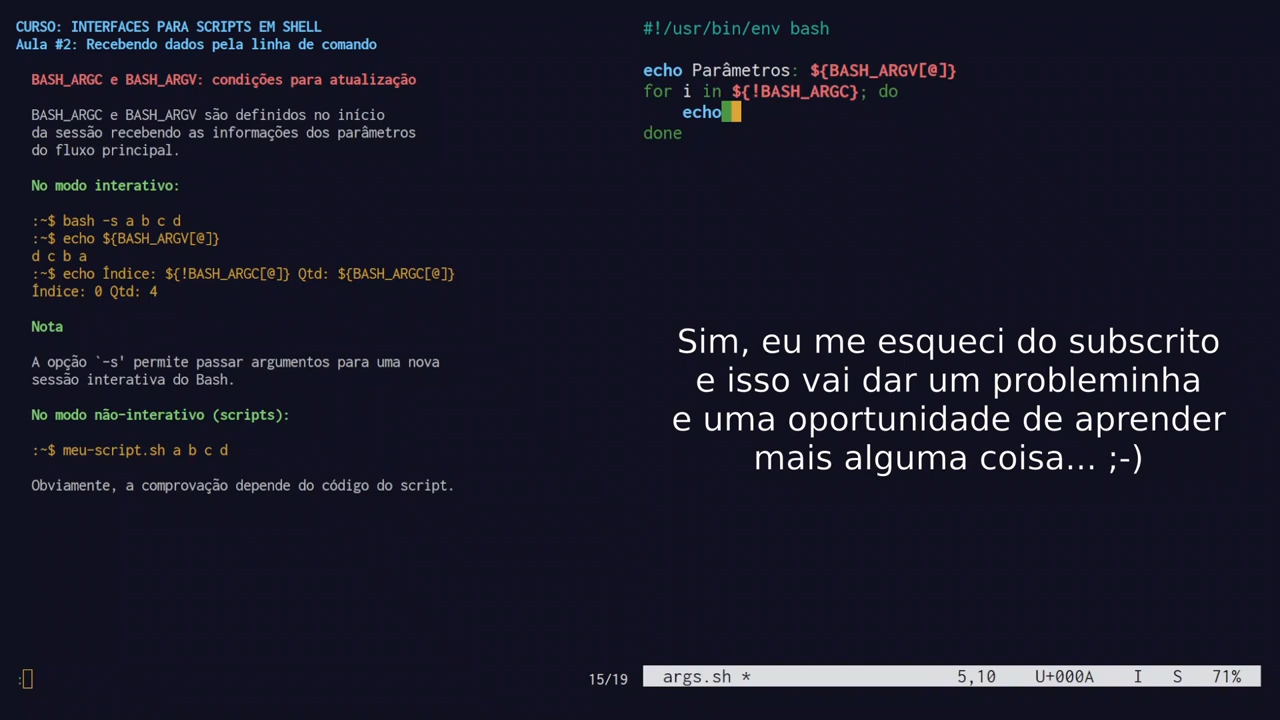 CURSO: INTERFACES PARA SCRIPTS EM SHELL
Aula #2: Recebendo dados pela linha de comando
BASH_ARGC e BASH_ARGV: condições para atualização
BASH_ARGC e BASH_ARGV são definidos no início
da sessão recebendo as informações dos parâmetros
do fluxo principal.
No modo interativo:
:~$ bash -s a b c d
:~$ echo ${BASH_ARGV[@]}
d c b a
:~$ echo Índice: ${!BASH_ARGC[@]} Qtd: ${BASH_ARGC[@]}
Índice: 0 Qtd: 4
Nota
A opção `-s' permite passar argumentos para uma nova
sessão interativa do Bash.
No modo não-interativo (scripts):
:~$ meu-script.sh a b c d
Obviamente, a comprovação depende do código do script.
:
15/19
#!/usr/bin/env bash
echo Parâmetros: ${BASH_ARGV[@]}
for i in ${!BASH_ARGC}; do
echo
done
Sim, eu me esqueci do subscrito
e isso vai dar um probleminha
e uma oportunidade de aprender
mais alguma coisa... ;-)
args.sh * 5,10 U+000A I S 71%